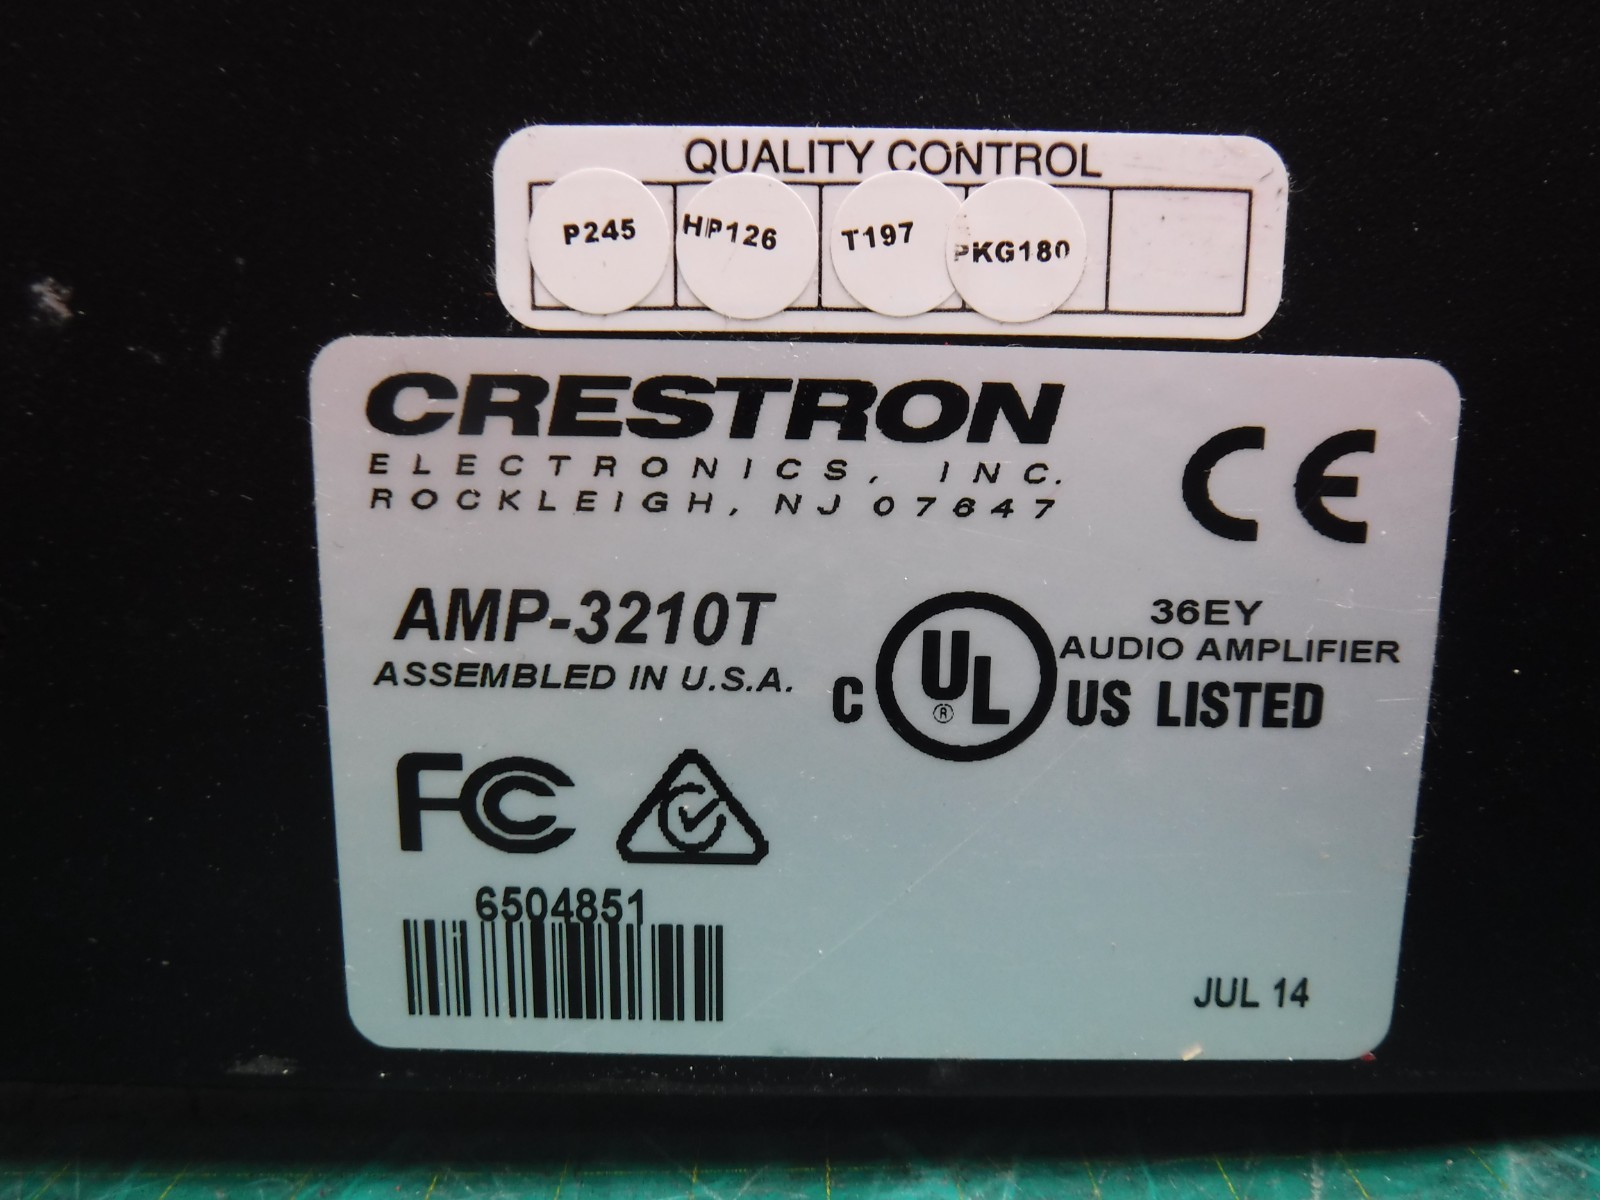 QUALITY CONTROL
P245
HP126
T197
PKG180
CRESTRON
ELECTRONICS, INC.
ROCKLEIGH, NJ 07647
CE
AMP-3210T
ASSEMBLED IN U.S.A.
36EY
AUDIO AMPLIFIER
C UL ® US LISTED
FC
6504851
JUL 14